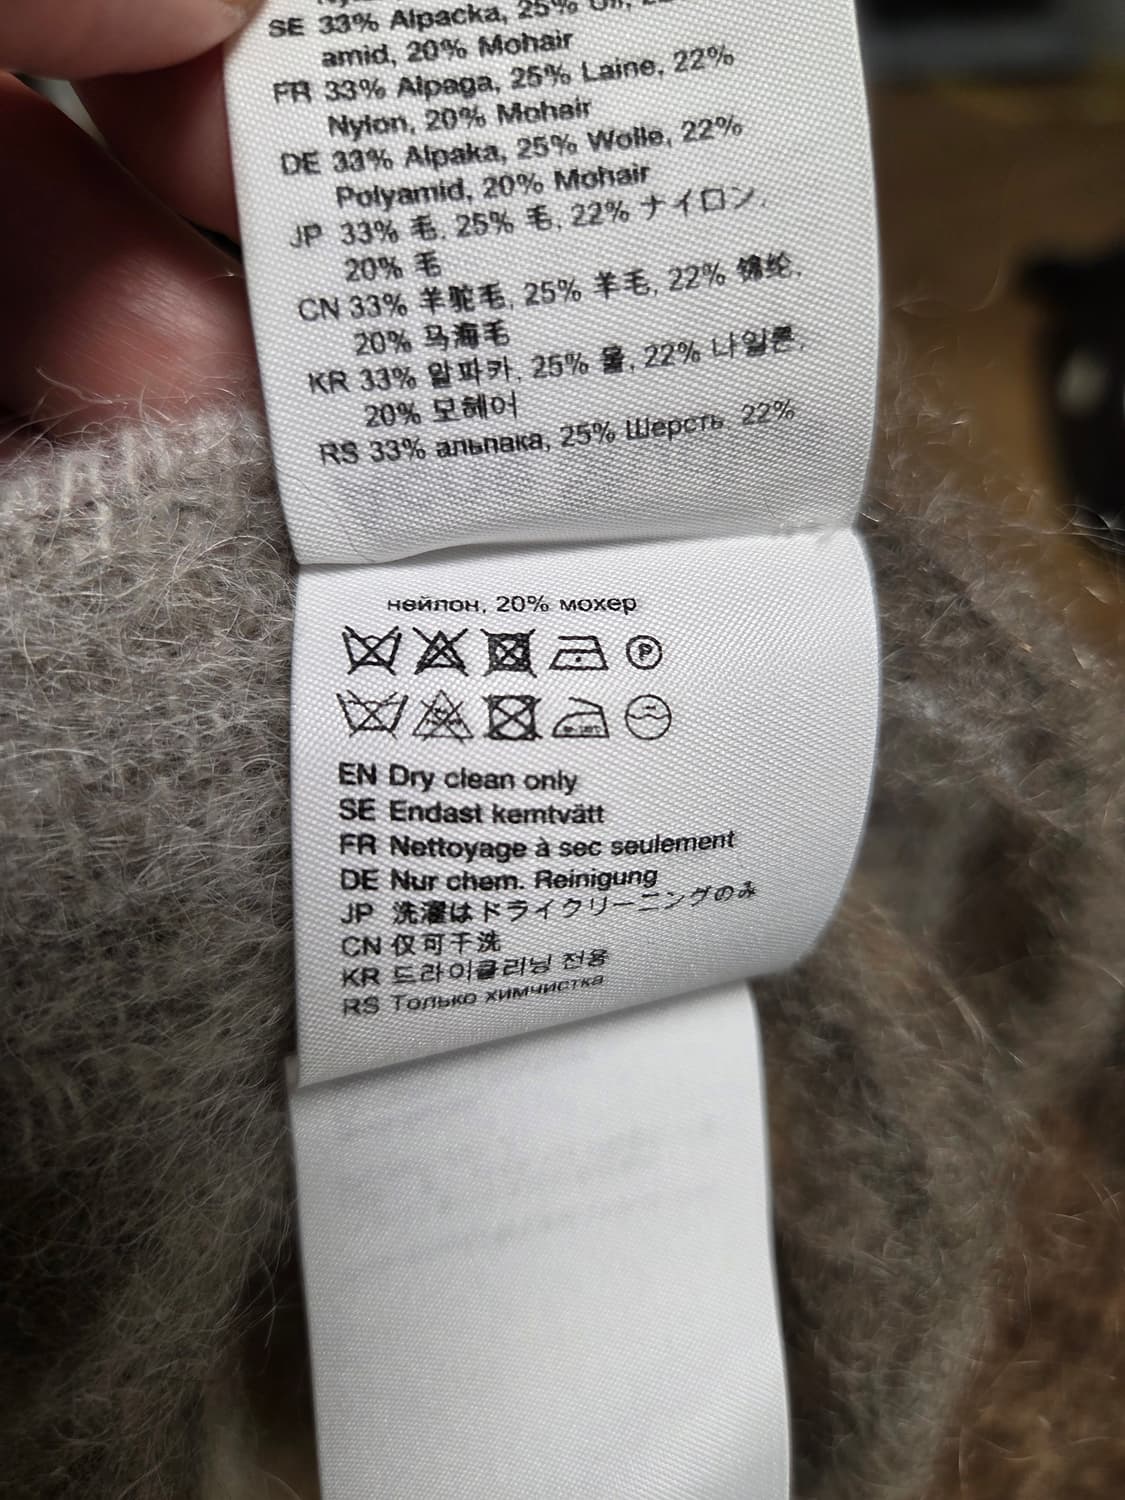 SE 33% Alpacka, 25%
amid, 20% Mohair
FR 33% Alpaga, 25% Laine, 22%
Nylon, 20% Mohair
DE 33% Alpaka, 25% Wolle, 22%
Polyamid, 20% Mohair
JP 33% 毛, 25% 毛, 22% ナイロン,
20% 毛
CN 33% 羊驼毛, 25% 羊毛, 22% 锦纶,
20% 马海毛
KR 33% 알파카, 25% 울, 22% 나일론,
20% 모헤어
RS 33% альпака, 25% Шерсть, 22%
нейлон, 20% мохер
P
EN Dry clean only
SE Endast kemtvätt
FR Nettoyage à sec seulement
DE Nur chem. Reinigung
JP 洗濯はドライクリーニングのみ
CN 仅可干洗
KR 드라이클리닝 전용
RS Только химчистка